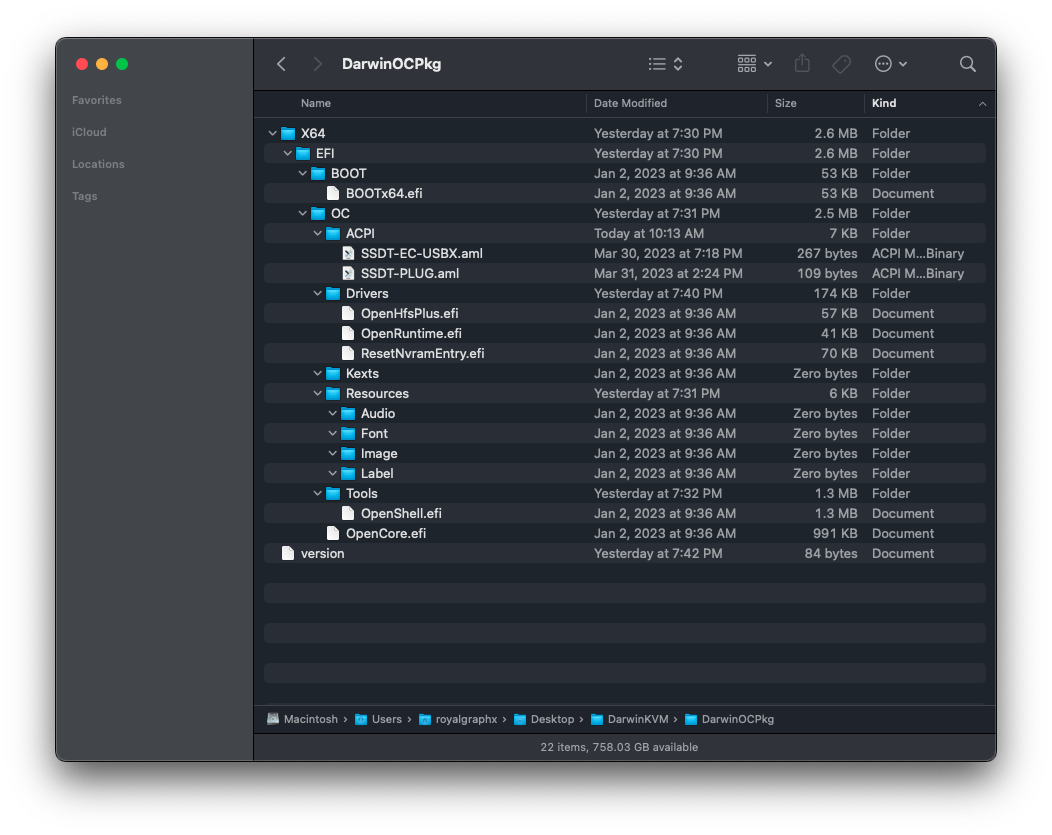 DarwinOCPkg
Favorites
iCloud
Locations
Tags
Name Date Modified Size Kind
X64 Yesterday at 7:30 PM 2.6 MB Folder
EFI Yesterday at 7:30 PM 2.6 MB Folder
BOOT Jan 2, 2023 at 9:36 AM 53 KB Folder
BOOTx64.efi Jan 2, 2023 at 9:36 AM 53 KB Document
OC Yesterday at 7:31 PM 2.5 MB Folder
ACPI Today at 10:13 AM 7 KB Folder
SSDT-EC-USBX.aml Mar 30, 2023 at 7:18 PM 267 bytes ACPI M...Binary
SSDT-PLUG.aml Mar 31, 2023 at 2:24 PM 109 bytes ACPI M...Binary
Drivers Yesterday at 7:40 PM 174 KB Folder
OpenHfsPlus.efi Jan 2, 2023 at 9:36 AM 57 KB Document
OpenRuntime.efi Jan 2, 2023 at 9:36 AM 41 KB Document
ResetNvramEntry.efi Jan 2, 2023 at 9:36 AM 70 KB Document
Kexts Jan 2, 2023 at 9:36 AM Zero bytes Folder
Resources Yesterday at 7:31 PM 6 KB Folder
Audio Jan 2, 2023 at 9:36 AM Zero bytes Folder
Font Jan 2, 2023 at 9:36 AM Zero bytes Folder
Image Jan 2, 2023 at 9:36 AM Zero bytes Folder
Label Jan 2, 2023 at 9:36 AM Zero bytes Folder
Tools Yesterday at 7:32 PM 1.3 MB Folder
OpenShell.efi Jan 2, 2023 at 9:36 AM 1.3 MB Document
OpenCore.efi Jan 2, 2023 at 9:36 AM 991 KB Document
version Yesterday at 7:42 PM 84 bytes Document
Macintosh › Users › royalgraphx › Desktop › DarwinKVM › DarwinOCPkg
22 items, 758.03 GB available